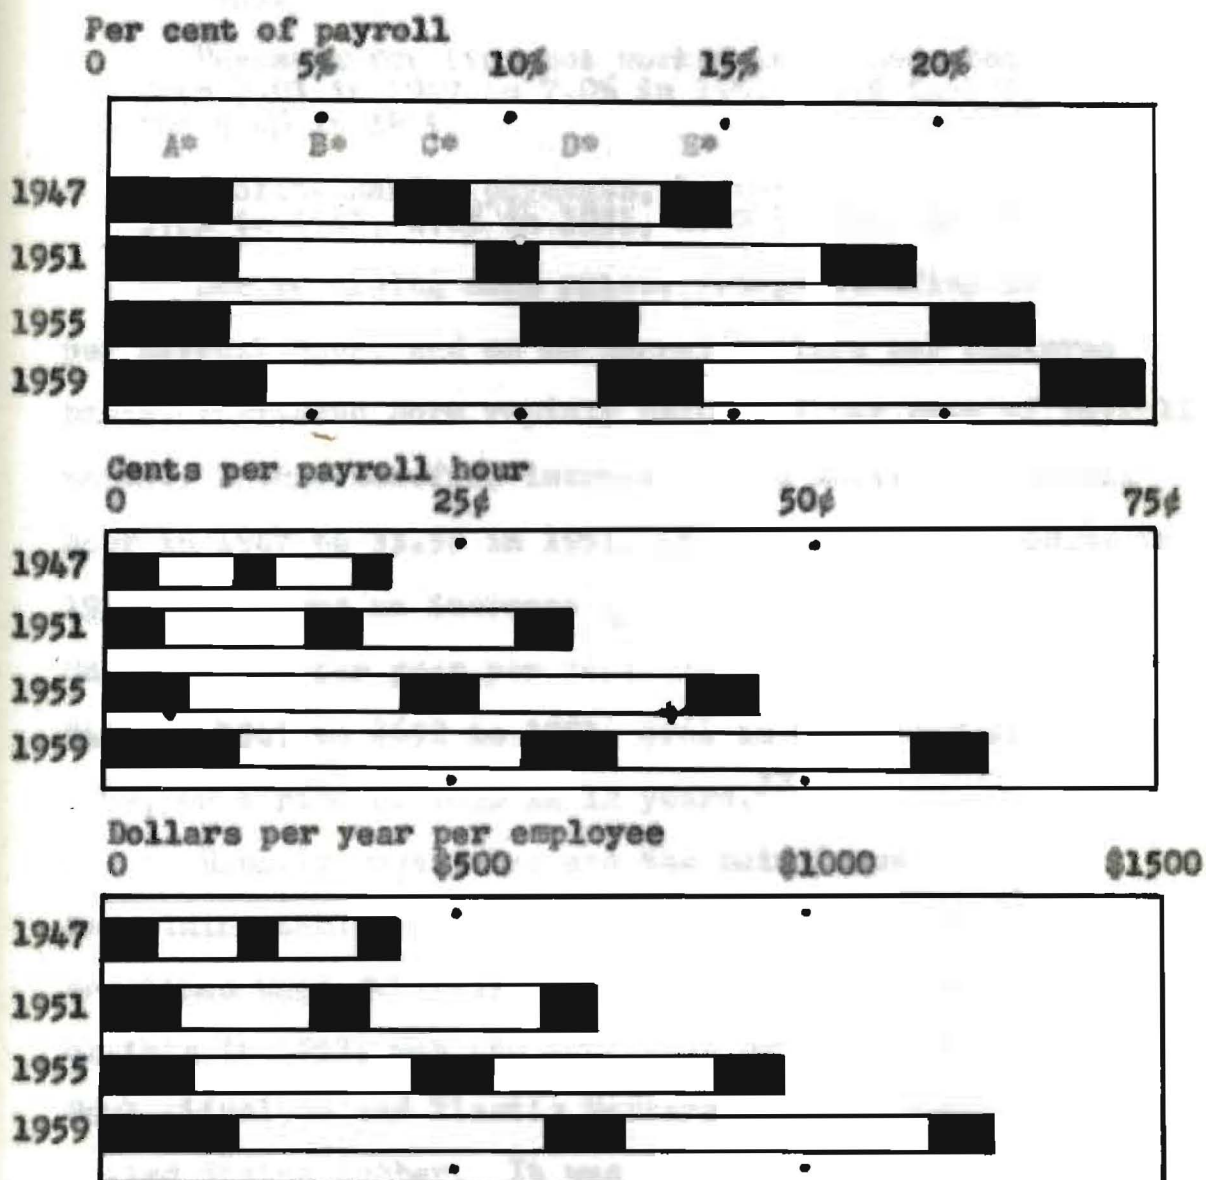 Per cent of payroll
0 5% 10% 15% 20%
A* B* C* D* E*
1947
1951
1955
1959
Cents per payroll hour
0 25¢ 50¢ 75¢
1947
1951
1955
1959
Dollars per year per employee
0 $500 $1000 $1500
1947
1951
1955
1959